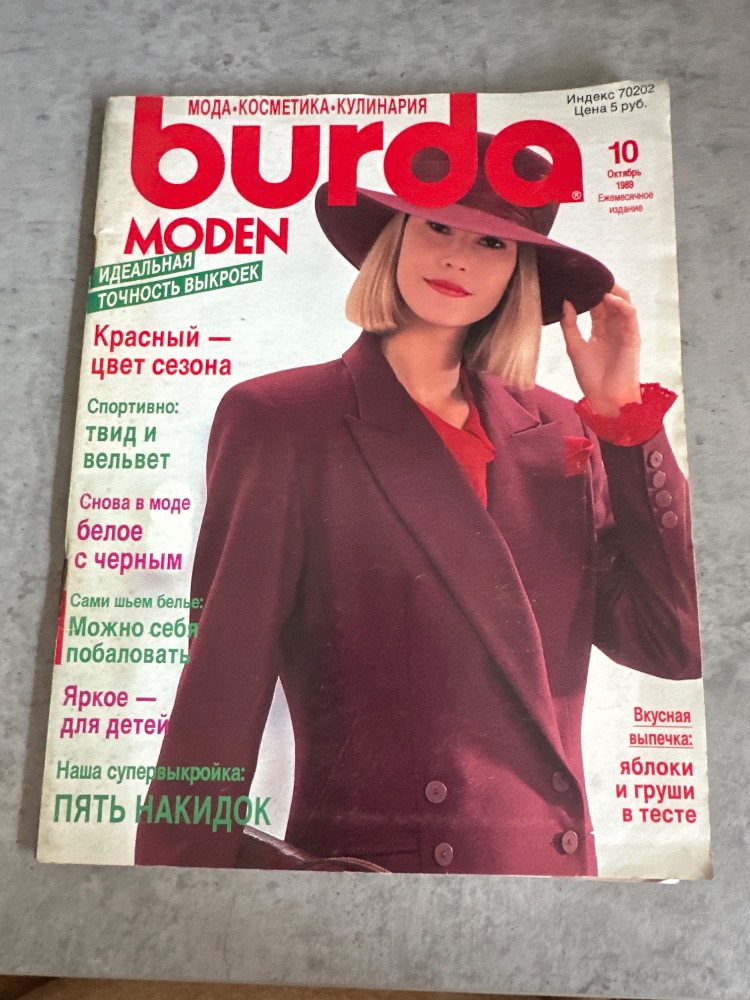 МОДА•КОСМЕТИКА•КУЛИНАРИЯ
Индекс 70202
Цена 5 руб.
burda
®
MODEN
10
Октябрь
1989
Ежемесячное
издание
ИДЕАЛЬНАЯ
ТОЧНОСТЬ ВЫКРОЕК
Красный —
цвет сезона
Спортивно:
твид и
вельвет
Снова в моде
белое
с черным
Сами шьем белье:
Можно себя
побаловать
Яркое —
для детей
Наша супервыкройка:
ПЯТЬ НАКИДОК
Вкусная
выпечка:
яблоки
и груши
в тесте